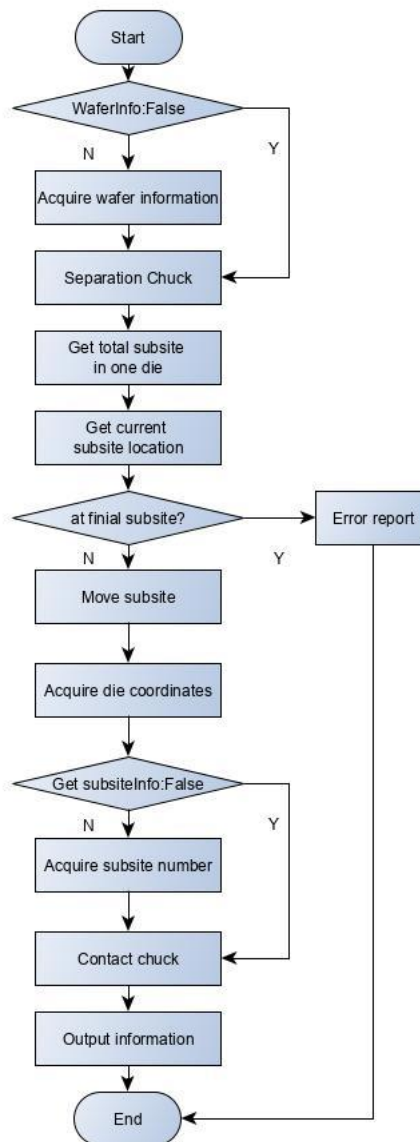 Start
WaferInfo:False
N
Y
Acquire wafer information
Separation Chuck
Get total subsite
in one die
Get current
subsite location
at finial subsite?
Error report
N
Y
Move subsite
Acquire die coordinates
Get subsiteInfo:False
N
Y
Acquire subsite number
Contact chuck
Output information
End